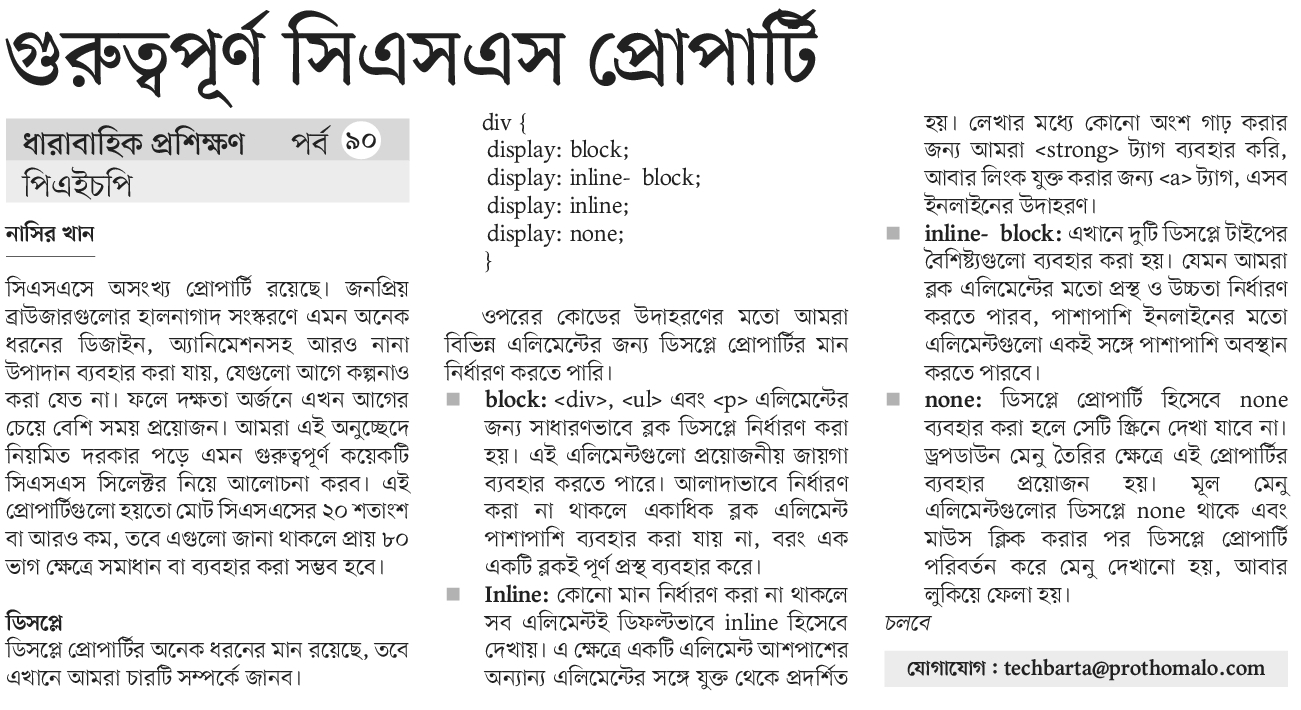 গুরুত্বপূর্ণ সিএসএস প্রোপার্টি
ধারাবাহিক প্রশিক্ষণ পর্ব ৯০
পিএইচপি
নাসির খান
সিএসএসে অসংখ্য প্রোপার্টি রয়েছে। জনপ্রিয়
ব্রাউজারগুলোর হালনাগাদ সংস্করণে এমন অনেক
ধরনের ডিজাইন, অ্যানিমেশনসহ আরও নানা
উপাদান ব্যবহার করা যায়, যেগুলো আগে কল্পনাও
করা যেত না। ফলে দক্ষতা অর্জনে এখন আগের
চেয়ে বেশি সময় প্রয়োজন। আমরা এই অনুচ্ছেদে
নিয়মিত দরকার পড়ে এমন গুরুত্বপূর্ণ কয়েকটি
সিএসএস সিলেক্টর নিয়ে আলোচনা করব। এই
প্রোপার্টিগুলো হয়তো মোট সিএসএসের ২০ শতাংশ
বা আরও কম, তবে এগুলো জানা থাকলে প্রায় ৮০
ভাগ ক্ষেত্রে সমাধান বা ব্যবহার করা সম্ভব হবে।
ডিসপ্লে
ডিসপ্লে প্রোপার্টির অনেক ধরনের মান রয়েছে, তবে
এখানে আমরা চারটি সম্পর্কে জানব।
div {
display: block;
display: inline- block;
display: inline;
display: none;
}
ওপরের কোডের উদাহরণের মতো আমরা
বিভিন্ন এলিমেন্টের জন্য ডিসপ্লে প্রোপার্টির মান
নির্ধারণ করতে পারি।
■ block: <div>, <ul> এবং <p> এলিমেন্টের
জন্য সাধারণভাবে ব্লক ডিসপ্লে নির্ধারণ করা
হয়। এই এলিমেন্টগুলো প্রয়োজনীয় জায়গা
ব্যবহার করতে পারে। আলাদাভাবে নির্ধারণ
করা না থাকলে একাধিক ব্লক এলিমেন্ট
পাশাপাশি ব্যবহার করা যায় না, বরং এক
একটি ব্লকই পূর্ণ প্রস্থ ব্যবহার করে।
■ Inline: কোনো মান নির্ধারণ করা না থাকলে
সব এলিমেন্টই ডিফল্টভাবে inline হিসেবে
দেখায়। এ ক্ষেত্রে একটি এলিমেন্ট আশপাশের
অন্যান্য এলিমেন্টের সঙ্গে যুক্ত থেকে প্রদর্শিত
হয়। লেখার মধ্যে কোনো অংশ গাঢ় করার
জন্য আমরা <strong> ট্যাগ ব্যবহার করি,
আবার লিংক যুক্ত করার জন্য <a> ট্যাগ, এসব
ইনলাইনের উদাহরণ।
■ inline- block: এখানে দুটি ডিসপ্লে টাইপের
বৈশিষ্ট্যগুলো ব্যবহার করা হয়। যেমন আমরা
ব্লক এলিমেন্টের মতো প্রস্থ ও উচ্চতা নির্ধারণ
করতে পারব, পাশাপাশি ইনলাইনের মতো
এলিমেন্টগুলো একই সঙ্গে পাশাপাশি অবস্থান
করতে পারবে।
■ none: ডিসপ্লে প্রোপার্টি হিসেবে none
ব্যবহার করা হলে সেটি স্ক্রিনে দেখা যাবে না।
ড্রপডাউন মেনু তৈরির ক্ষেত্রে এই প্রোপার্টির
ব্যবহার প্রয়োজন হয়। মূল মেনু
এলিমেন্টগুলোর ডিসপ্লে none থাকে এবং
মাউস ক্লিক করার পর ডিসপ্লে প্রোপার্টি
পরিবর্তন করে মেনু দেখানো হয়, আবার
লুকিয়ে ফেলা হয়।
চলবে
যোগাযোগ : techbarta@prothomalo.com